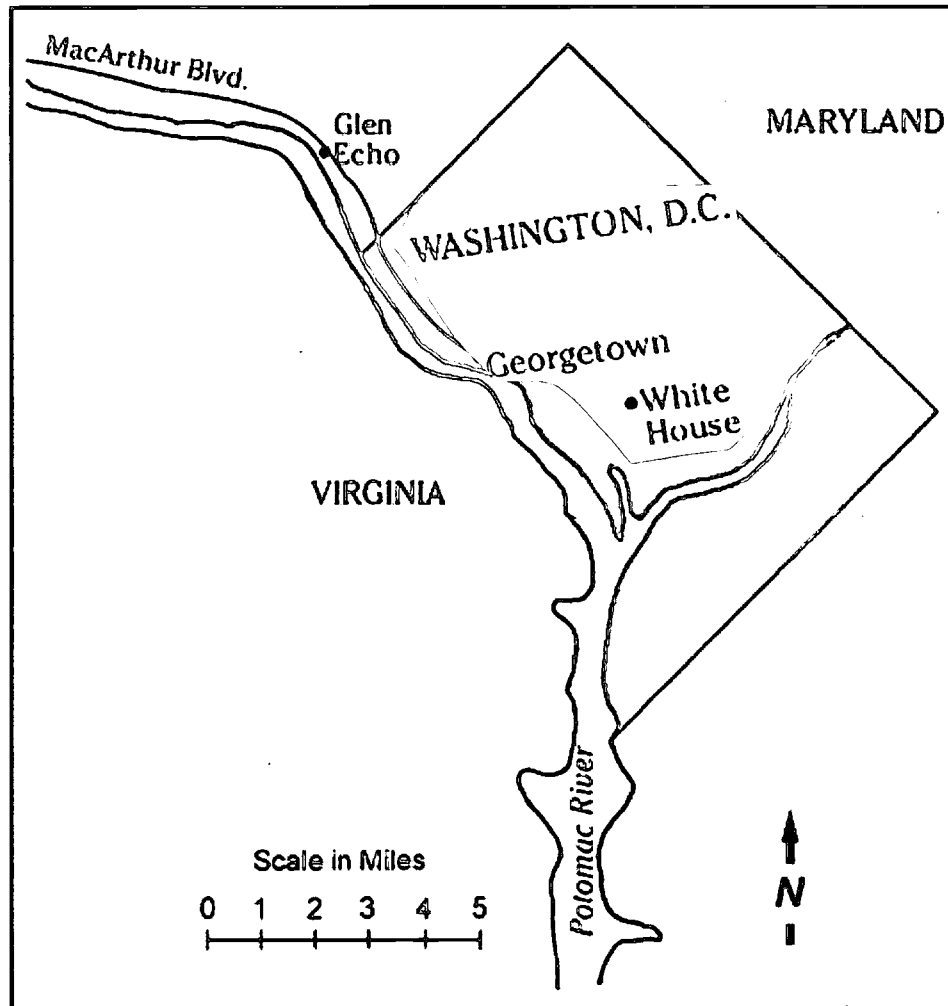 MacArthur Blvd.
Glen
Echo
MARYLAND
WASHINGTON, D.C.
Georgetown
White
House
VIRGINIA
Polomac River
Scale in Miles
0 1 2 3 4 5
N